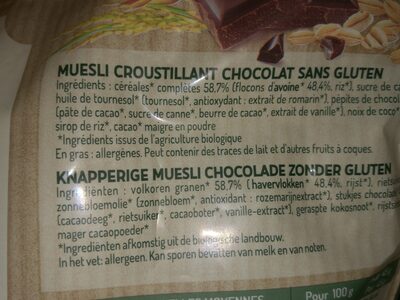 MUESLI CROUSTILLANT CHOCOLAT SANS GLUTEN
Ingrédients : céréales* complètes 58,7% (flocons d'avoine* 48,4%, riz*), sucre de
huile de tournesol* (tournesol*, antioxydant : extrait de romarin*), pépites de chocol
(pâte de cacao*, sucre de canne*, beurre de cacao*, extrait de vanille*), noix de coco*
sirop de riz*, cacao* maigre en poudre
*Ingrédients issus de l'agriculture biologique
En gras : allergènes. Peut contenir des traces de lait et d'autres fruits à coques.
KNAPPERIGE MUESLI CHOCOLADE ZONDER GLUTEN
Ingrediënten : volkoren granen* 58,7% (havervlokken* 48,4%, rijst*),
zonnebloemolie* (zonnebloem*, antioxidant : rozemarijnextract*), stukjes chocolade
(cacaodeeg*, rietsuiker*, cacaoboter*, vanille-extract*), geraspte kokosnoot*, rijststr
mager cacaopoeder*
*Ingredienten afkomstig uit de biologische landbouw.
In het vet: allergeen. Kan sporen bevatten van melk en van noten.
MOYENNES
Pour 100 g